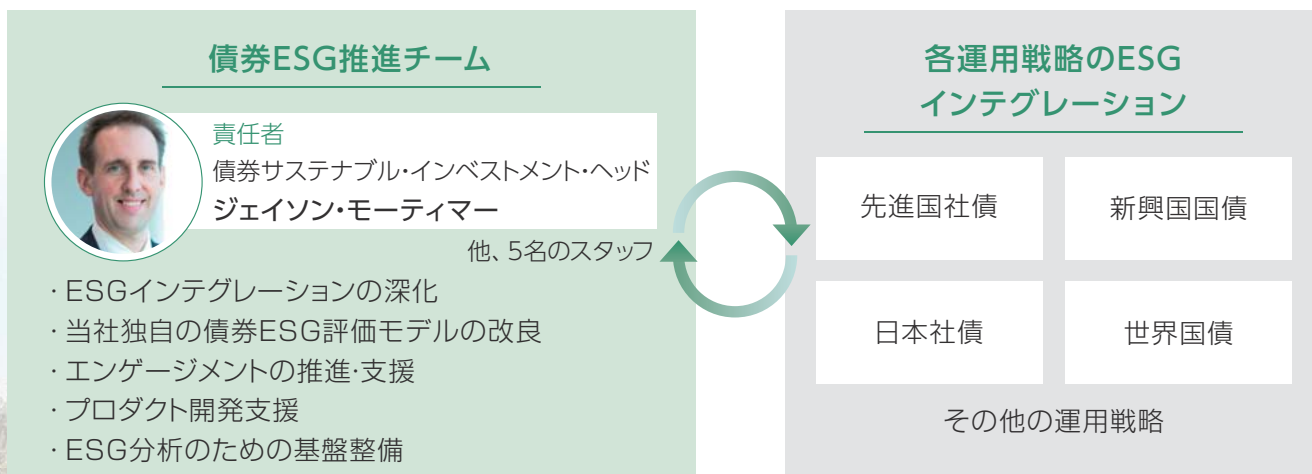 債券ESG推進チーム
責任者
債券サステナブル・インベストメント・ヘッド
ジェイソン・モーティマー
他、5名のスタッフ
・ESGインテグレーションの深化
・当社独自の債券ESG評価モデルの改良
・エンゲージメントの推進・支援
・プロダクト開発支援
・ESG分析のための基盤整備
各運用戦略のESG
インテグレーション
先進国社債
新興国国債
日本社債
世界国債
その他の運用戦略